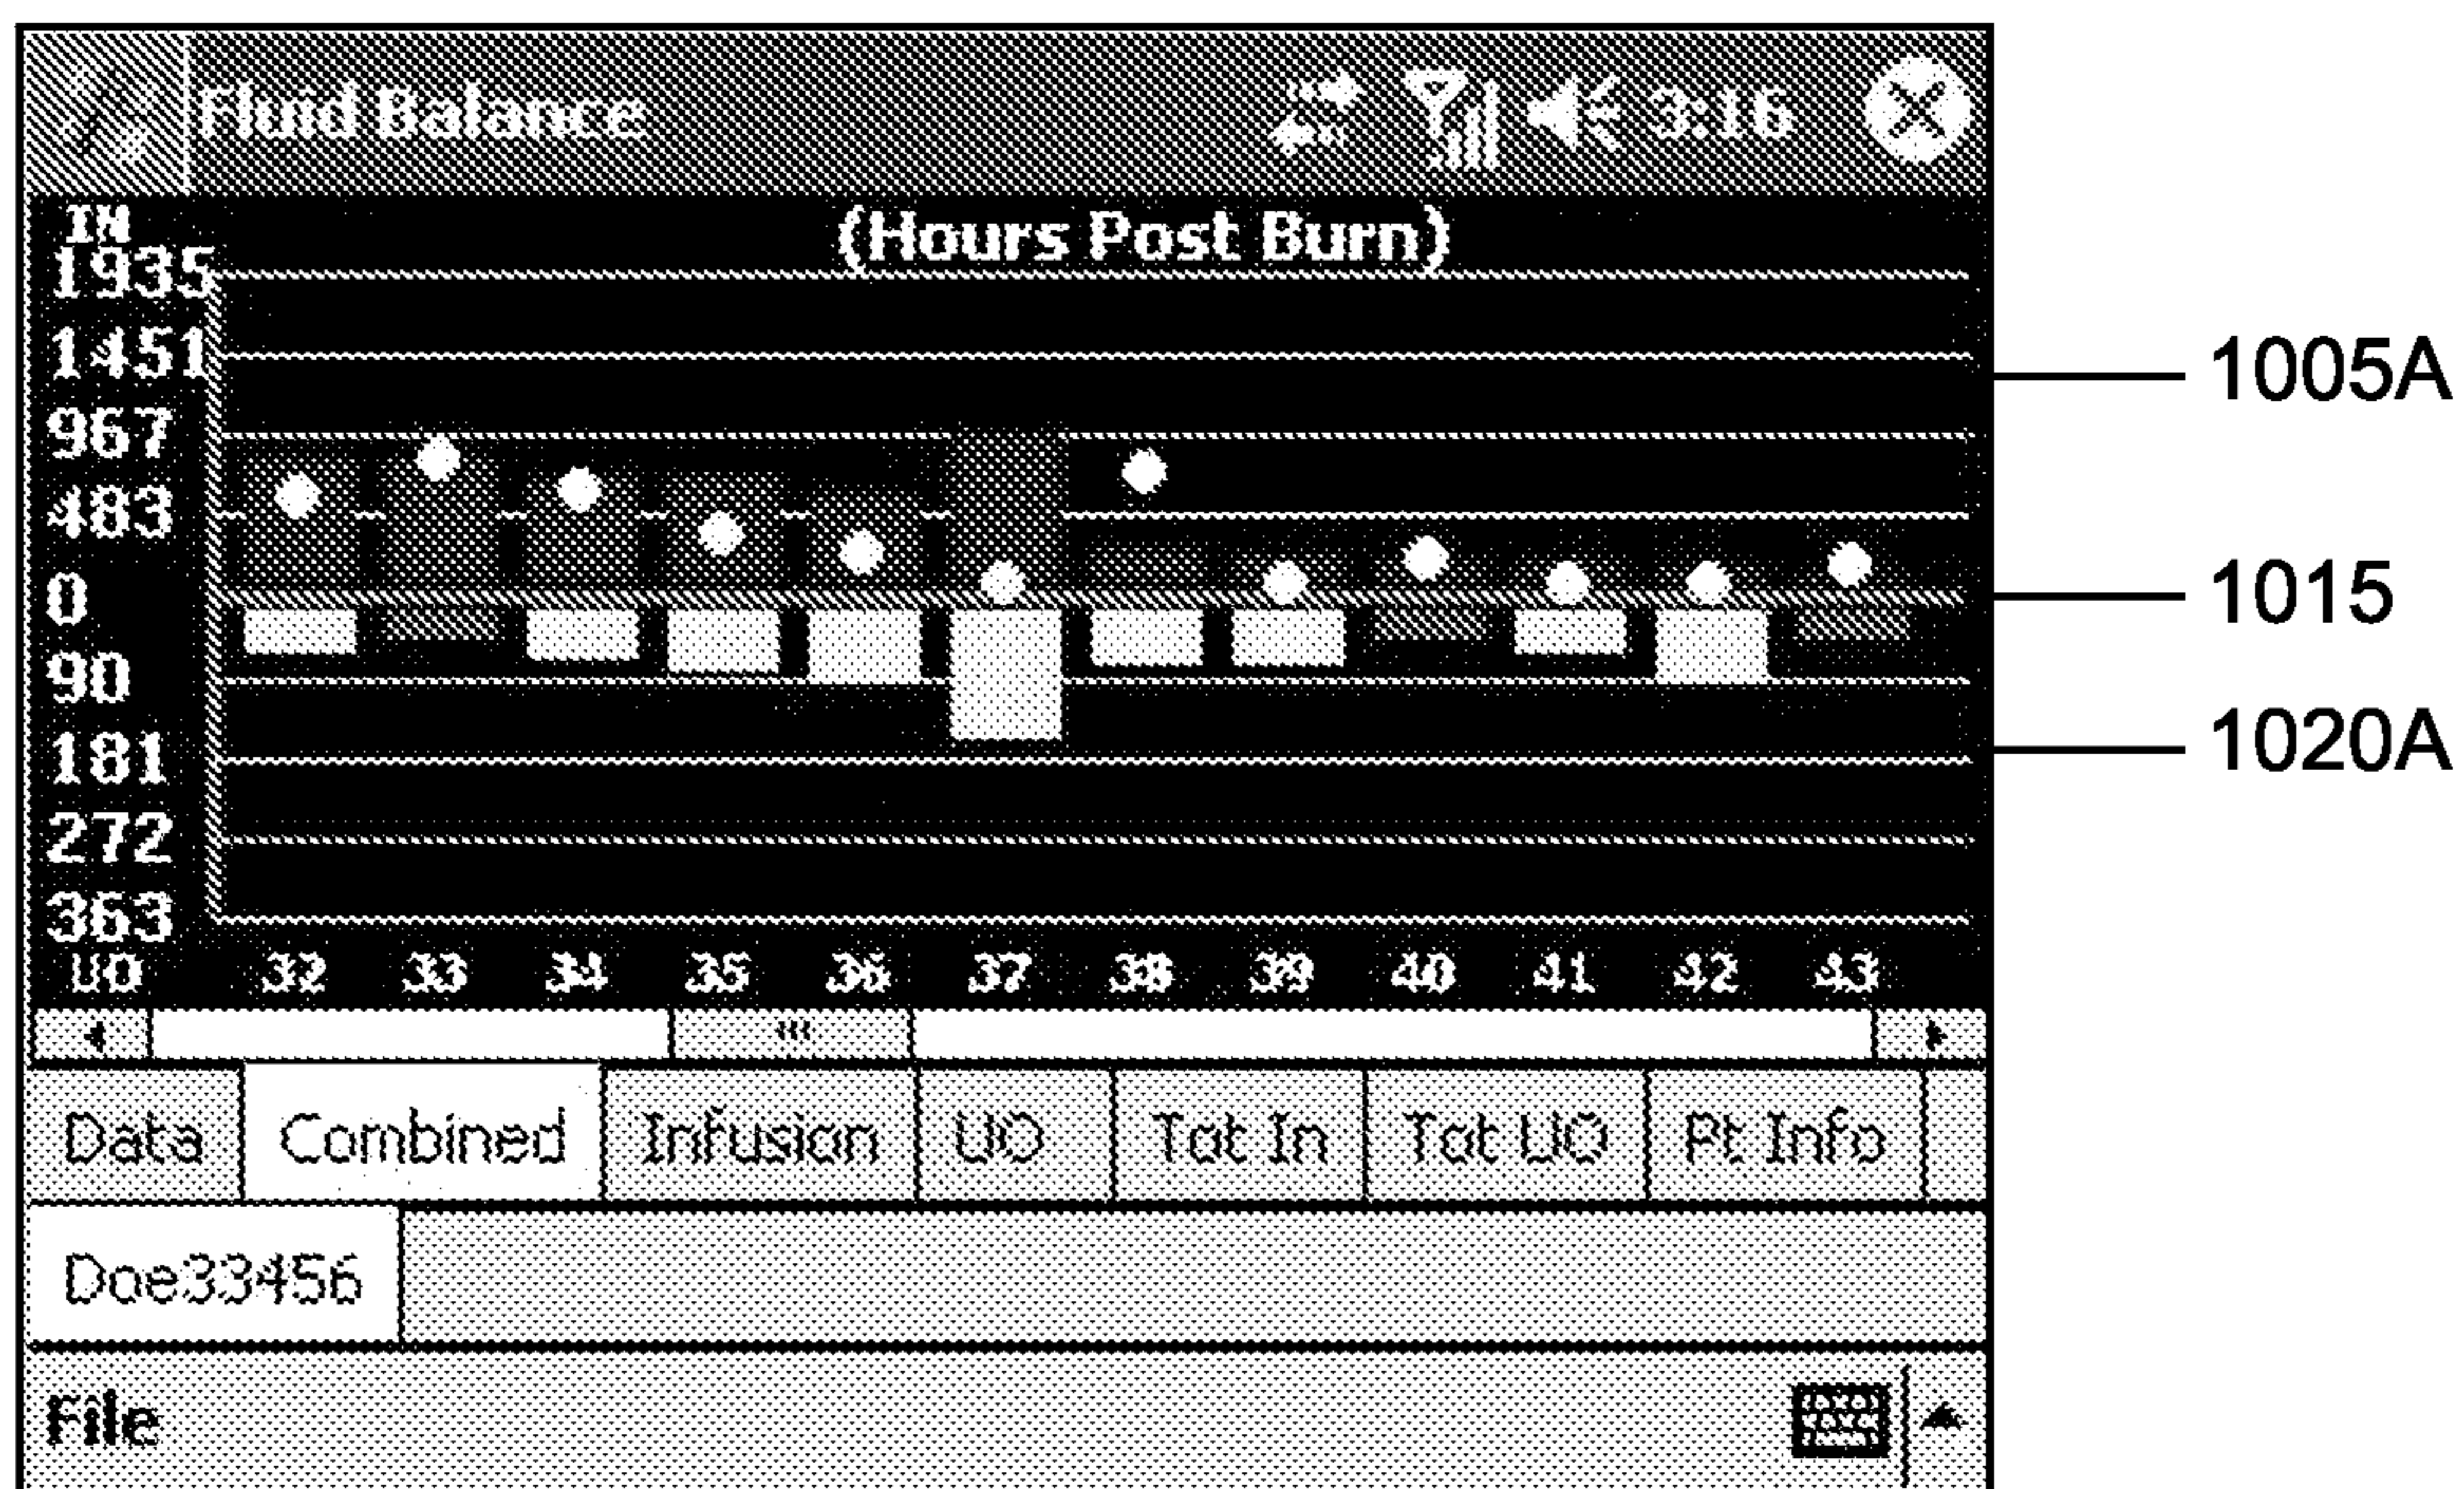 Fluid Balance 3:16
(Hours Post Burn)
IN
1935
1451
967
483
0
90
181
272
363
UO 32 33 34 35 36 37 38 39 40 41 42 43
1005A
1015
1020A
Data Combined Infusion UO Tot In Tot UO Pt Info
Doe33456
File